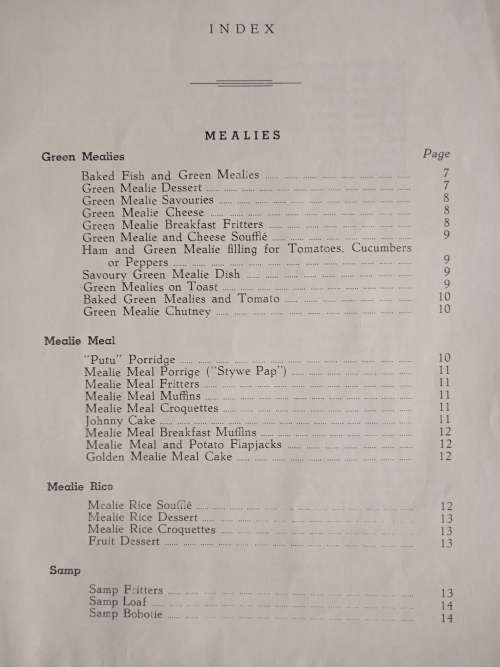 INDEX
MEALIES
Green Mealies Page
Baked Fish and Green Mealies 7
Green Mealie Dessert 7
Green Mealie Savouries 8
Green Mealie Cheese 8
Green Mealie Breakfast Fritters 8
Green Mealie and Cheese Soufflé 9
Ham and Green Mealie filling for Tomatoes, Cucumbers
or Peppers 9
Savoury Green Mealie Dish 9
Green Mealies on Toast 9
Baked Green Mealies and Tomato 10
Green Mealie Chutney 10
Mealie Meal
"Putu" Porridge 10
Mealie Meal Porrige ("Stywe Pap") 11
Mealie Meal Fritters 11
Mealie Meal Muffins 11
Mealie Meal Croquettes 11
Johnny Cake 11
Mealie Meal Breakfast Muffins 12
Mealie Meal and Potato Flapjacks 12
Golden Mealie Meal Cake 12
Mealie Rice
Mealie Rice Soufflé 12
Mealie Rice Dessert 13
Mealie Rice Croquettes 13
Fruit Dessert 13
Samp
Samp Fritters 13
Samp Loaf 14
Samp Bobotie 14